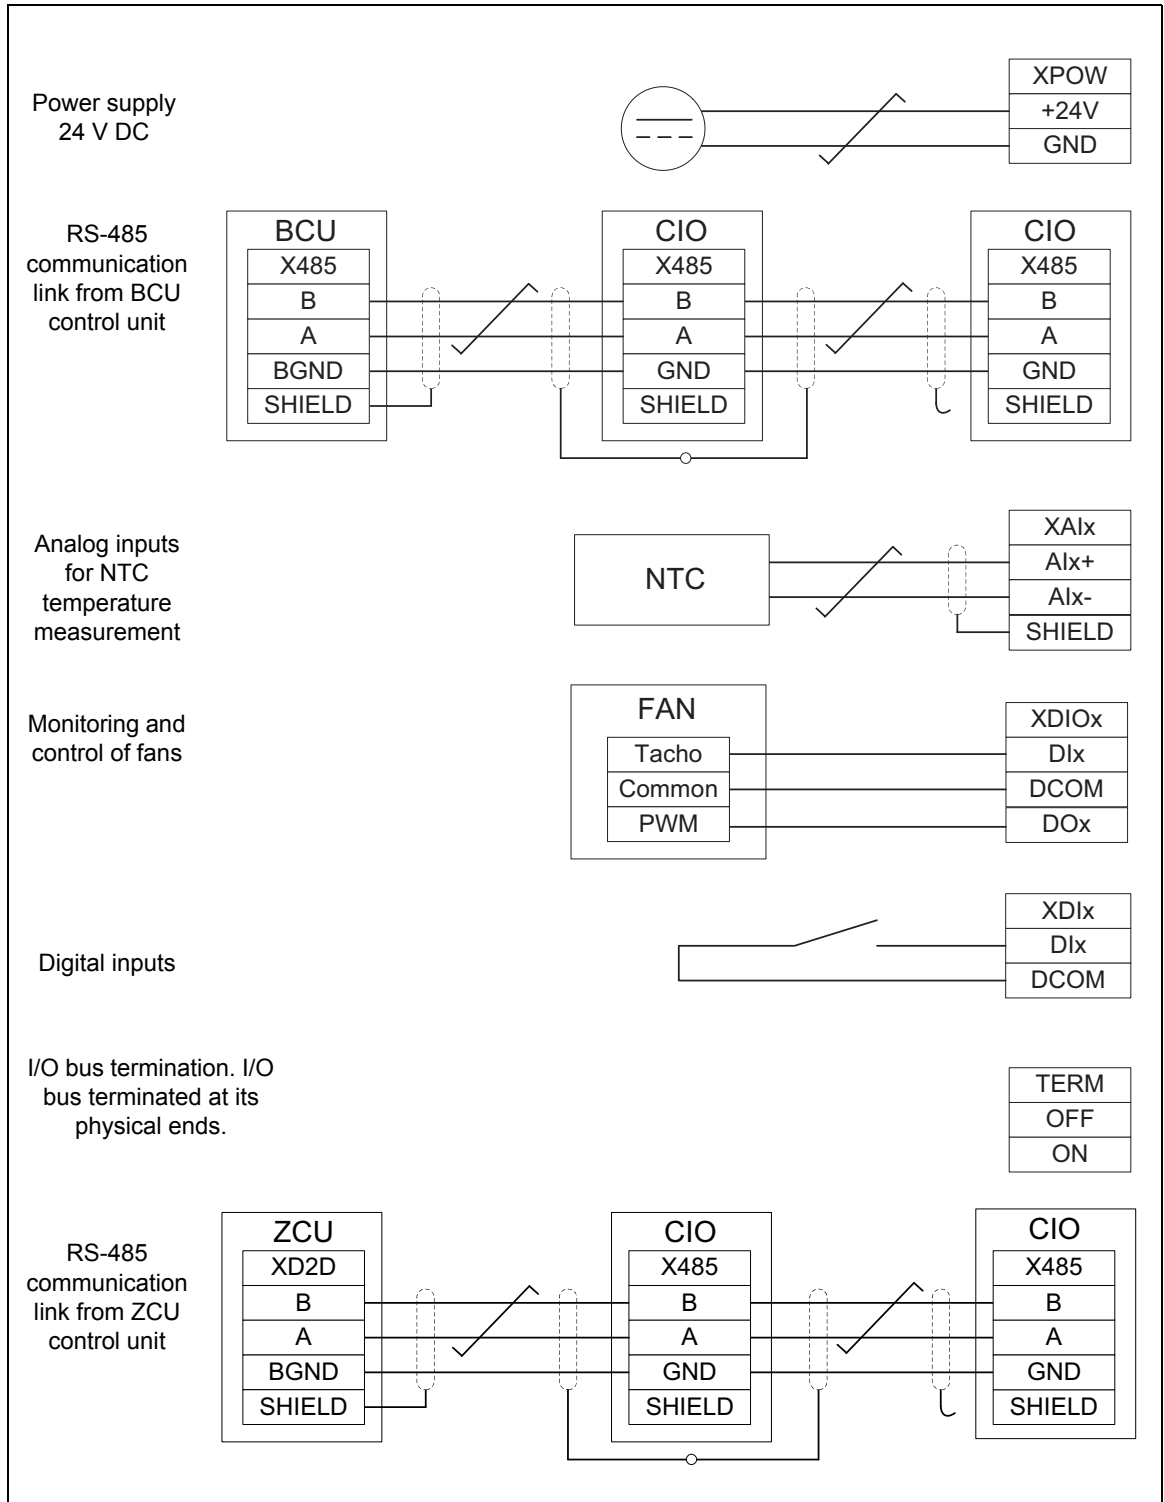 Power supply
24 V DC
XPOW
+24V
GND
RS-485
communication
link from BCU
control unit
BCU
X485
B
A
BGND
SHIELD
CIO
X485
B
A
GND
SHIELD
CIO
X485
B
A
GND
SHIELD
Analog inputs
for NTC
temperature
measurement
NTC
XAIx
AIx+
AIx-
SHIELD
Monitoring and
control of fans
FAN
Tacho
Common
PWM
XDIOx
DIx
DCOM
DOx
Digital inputs
XDIx
DIx
DCOM
I/O bus termination. I/O
bus terminated at its
physical ends.
TERM
OFF
ON
RS-485
communication
link from ZCU
control unit
ZCU
XD2D
B
A
BGND
SHIELD
CIO
X485
B
A
GND
SHIELD
CIO
X485
B
A
GND
SHIELD